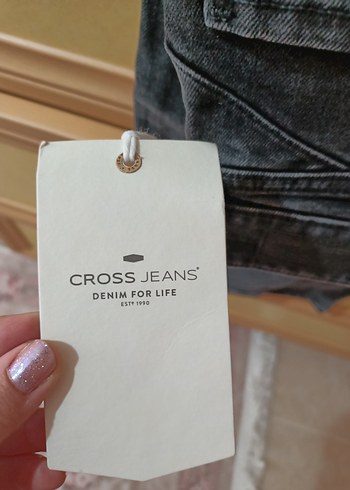 CROSS JEANS®
DENIM FOR LIFE
ESTD 1990